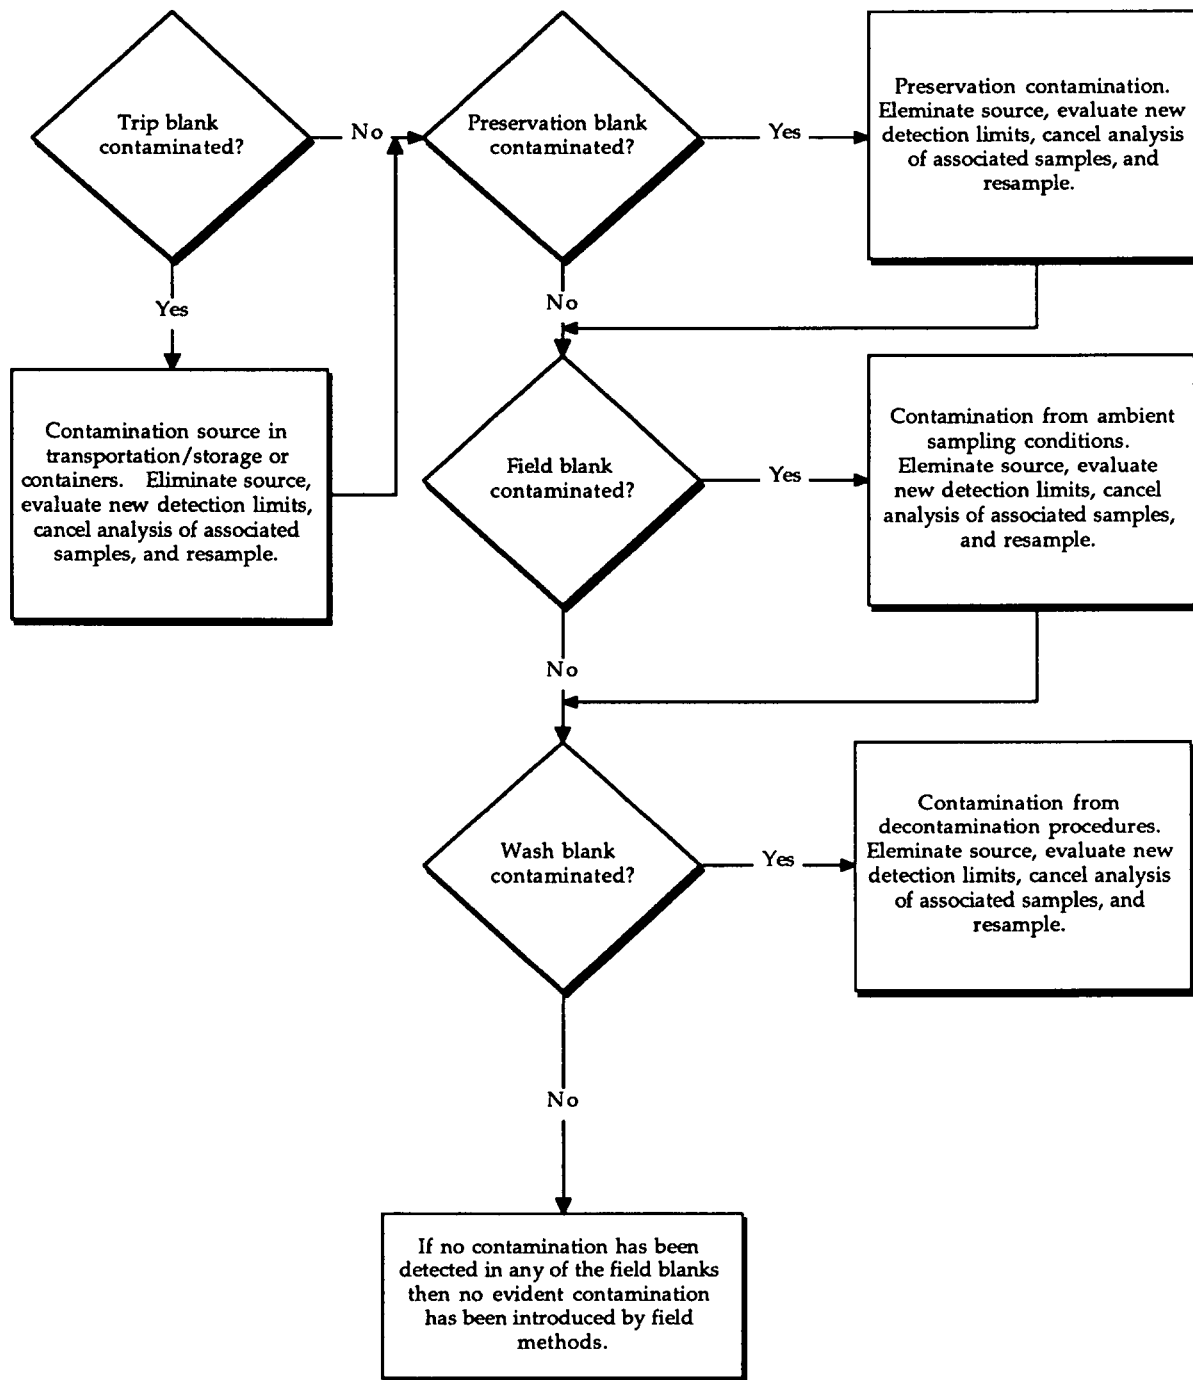 Trip blank
contaminated?
No
Preservation blank
contaminated?
Yes
Preservation contamination.
Eleminate source, evaluate new
detection limits, cancel analysis
of associated samples, and
resample.
Yes
No
Contamination source in
transportation/storage or
containers. Eliminate source,
evaluate new detection limits,
cancel analysis of associated
samples, and resample.
Field blank
contaminated?
Yes
Contamination from ambient
sampling conditions.
Eleminate source, evaluate
new detection limits, cancel
analysis of associated samples,
and resample.
No
Wash blank
contaminated?
Yes
Contamination from
decontamination procedures.
Eleminate source, evaluate new
detection limits, cancel analysis
of associated samples, and
resample.
No
If no contamination has been
detected in any of the field blanks
then no evident contamination
has been introduced by field
methods.